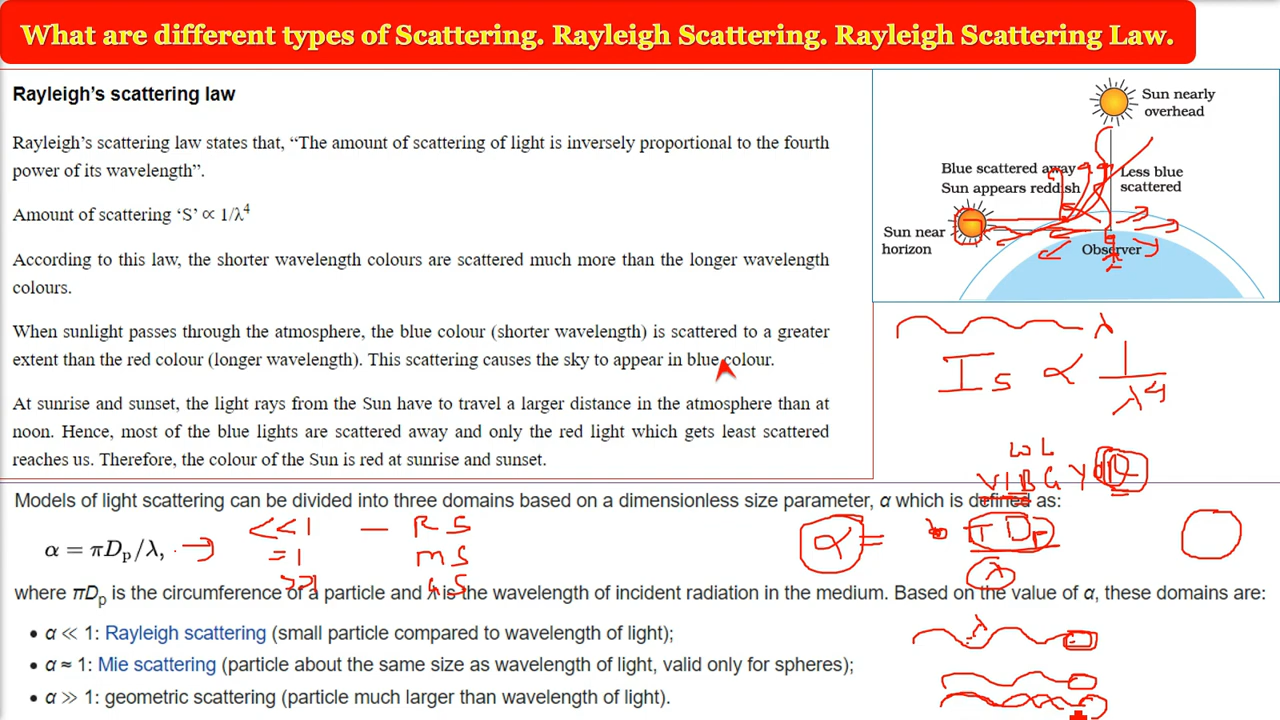 What are different types of Scattering. Rayleigh Scattering. Rayleigh Scattering Law.
Rayleigh's scattering law
Rayleigh's scattering law states that, “The amount of scattering of light is inversely proportional to the fourth
power of its wavelength”.
Amount of scattering ‘S’ ∝ 1/λ⁴
According to this law, the shorter wavelength colours are scattered much more than the longer wavelength
colours.
When sunlight passes through the atmosphere, the blue colour (shorter wavelength) is scattered to a greater
extent than the red colour (longer wavelength). This scattering causes the sky to appear in blue colour.
At sunrise and sunset, the light rays from the Sun have to travel a larger distance in the atmosphere than at
noon. Hence, most of the blue lights are scattered away and only the red light which gets least scattered
reaches us. Therefore, the colour of the Sun is red at sunrise and sunset.
Sun nearly
overhead
Blue scattered away
Sun appears reddish
Less blue
scattered
Sun near
horizon
Observer
λ
Is ∝ 1/λ⁴
WL
VIBGY
Models of light scattering can be divided into three domains based on a dimensionless size parameter, α which is defined as:
α = πDp/λ,
<<1 — RS
=1 MS
>>1 GS
α = πDp/λ
where πDp is the circumference of a particle and λ is the wavelength of incident radiation in the medium. Based on the value of α, these domains are:
• α ≪ 1: Rayleigh scattering (small particle compared to wavelength of light);
• α ≈ 1: Mie scattering (particle about the same size as wavelength of light, valid only for spheres);
• α ≫ 1: geometric scattering (particle much larger than wavelength of light).
λ